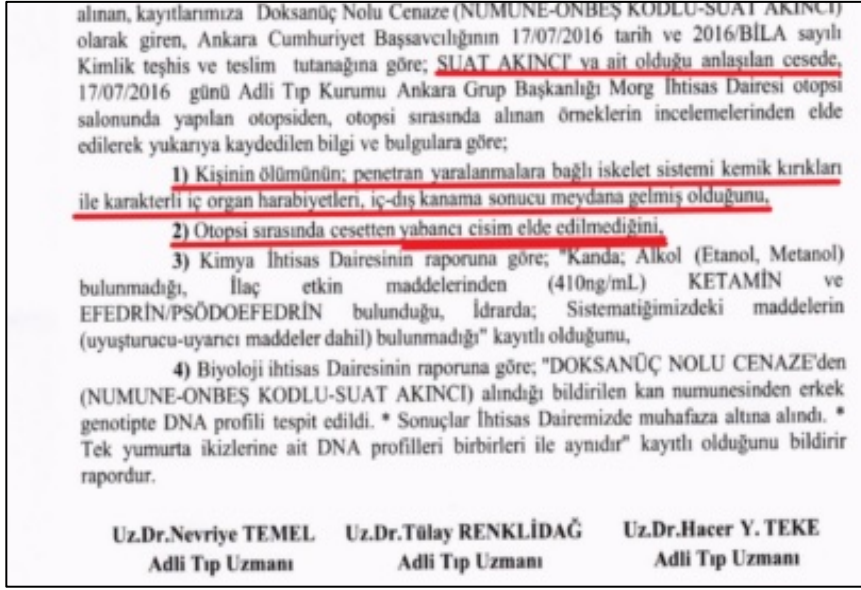 alınan, kayıtlarımıza Doksanüç Nolu Cenaze (NUMUNE-ONBEŞ KODLU-SUAT AKINCI)
olarak giren, Ankara Cumhuriyet Başsavcılığının 17/07/2016 tarih ve 2016/BİLA sayılı
Kimlik teşhis ve teslim tutanağına göre; SUAT AKINCI' ya ait olduğu anlaşılan cesede,
17/07/2016 günü Adli Tıp Kurumu Ankara Grup Başkanlığı Morg İhtisas Dairesi otopsi
salonunda yapılan otopsiden, otopsi sırasında alınan örneklerin incelemelerinden elde
edilerek yukarıya kaydedilen bilgi ve bulgulara göre;
1) Kişinin ölümünün; penetran yaralanmalara bağlı iskelet sistemi kemik kırıkları
ile karakterli iç organ harabiyetleri, iç-dış kanama sonucu meydana gelmiş olduğunu,
2) Otopsi sırasında cesetten yabancı cisim elde edilmediğini,
3) Kimya İhtisas Dairesinin raporuna göre; "Kanda; Alkol (Etanol, Metanol)
bulunmadığı, İlaç etkin maddelerinden (410ng/mL) KETAMİN ve
EFEDRİN/PSÖDOEFEDRİN bulunduğu, İdrarda; Sistematiğimizdeki maddelerin
(uyuşturucu-uyarıcı maddeler dahil) bulunmadığı" kayıtlı olduğunu,
4) Biyoloji ihtisas Dairesinin raporuna göre; "DOKSANÜÇ NOLU CENAZE'den
(NUMUNE-ONBEŞ KODLU-SUAT AKINCI) alındığı bildirilen kan numunesinden erkek
genotipte DNA profili tespit edildi. * Sonuçlar İhtisas Dairemizde muhafaza altına alındı. *
Tek yumurta ikizlerine ait DNA profilleri birbirleri ile aynıdır" kayıtlı olduğunu bildirir
rapordur.
Uz.Dr.Nevriye TEMEL Uz.Dr.Tülay RENKLİDAĞ Uz.Dr.Hacer Y. TEKE
Adli Tıp Uzmanı Adli Tıp Uzmanı Adli Tıp Uzmanı